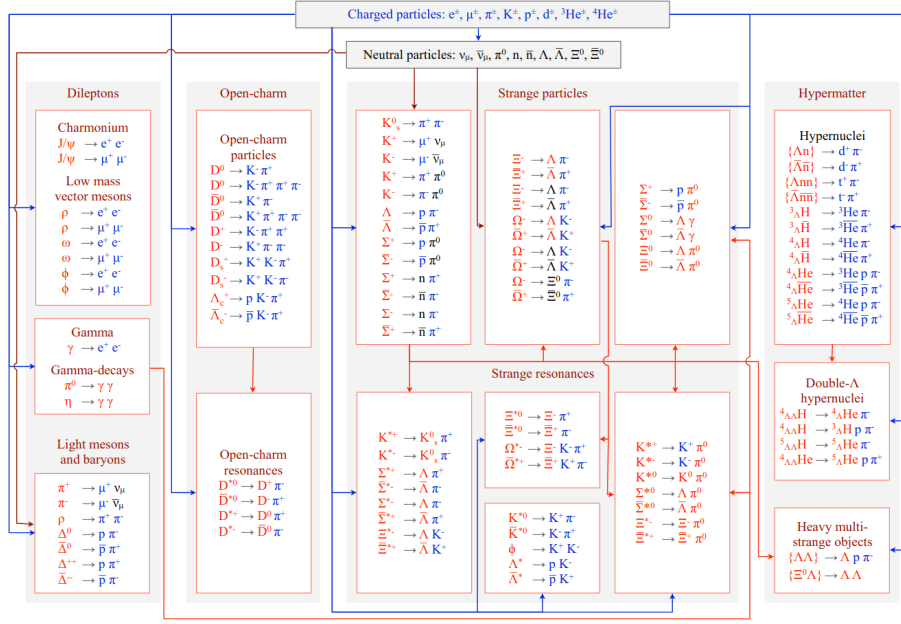 Charged particles: e±, μ±, π±, K±, p±, d±, ³He±, ⁴He±
Neutral particles: νμ, ν̅μ, π⁰, n, n̅, Λ, Λ̅, Ξ⁰, Ξ̅⁰
Dileptons
Charmonium
J/ψ → e⁺ e⁻
J/ψ → μ⁺ μ⁻
Low mass
vector mesons
ρ → e⁺ e⁻
ρ → μ⁺ μ⁻
ω → e⁺ e⁻
ω → μ⁺ μ⁻
ϕ → e⁺ e⁻
ϕ → μ⁺ μ⁻
Gamma
γ → e⁺ e⁻
Gamma-decays
π⁰ → γ γ
η → γ γ
Light mesons
and baryons
π⁺ → μ⁺ νμ
π⁻ → μ⁻ ν̅μ
ρ → π⁺ π⁻
Δ⁰ → p π⁻
Δ̅⁰ → p̅ π⁺
Δ⁺⁺ → p π⁺
Δ̅⁻⁻ → p̅ π⁻
Open-charm
Open-charm
particles
D⁰ → K⁻ π⁺
D⁰ → K⁻ π⁺ π⁺ π⁻
D̅⁰ → K⁺ π⁻
D̅⁰ → K⁺ π⁺ π⁻ π⁻
D⁺ → K⁻ π⁺ π⁺
D⁻ → K⁺ π⁻ π⁻
Ds⁺ → K⁺ K⁻ π⁺
Ds⁻ → K⁺ K⁻ π⁻
Λc⁺ → p K⁻ π⁺
Λ̅c⁻ → p̅ K⁻ π⁺
Open-charm
resonances
D*⁰ → D⁺ π⁻
D̅*⁰ → D⁻ π⁺
D*⁺ → D⁰ π⁺
D*⁻ → D̅⁰ π⁻
Strange particles
K⁰s → π⁺ π⁻
K⁺ → μ⁺ νμ
K⁻ → μ⁻ ν̅μ
K⁺ → π⁺ π⁰
K⁻ → π⁻ π⁰
Λ → p π⁻
Λ̅ → p̅ π⁺
Σ⁺ → p π⁰
Σ̅⁻ → p̅ π⁰
Σ⁺ → n π⁺
Σ̅⁻ → n̅ π⁻
Σ⁻ → n π⁻
Σ̅⁺ → n̅ π⁺
Ξ⁻ → Λ π⁻
Ξ̅⁺ → Λ̅ π⁺
Ξ⁻ → Λ π⁻
Ξ̅⁺ → Λ̅ π⁺
Ω⁻ → Λ K⁻
Ω̅⁺ → Λ̅ K⁺
Ω⁻ → Λ K⁻
Ω̅⁺ → Λ̅ K⁺
Ω⁻ → Ξ⁰ π⁻
Ω̅⁺ → Ξ̅⁰ π⁺
Σ⁺ → p π⁰
Σ̅⁻ → p̅ π⁰
Σ⁰ → Λ γ
Σ̅⁰ → Λ̅ γ
Ξ⁰ → Λ π⁰
Ξ̅⁰ → Λ̅ π⁰
Strange resonances
K*⁺ → K⁰s π⁺
K*⁻ → K⁰s π⁻
Σ*⁺ → Λ π⁺
Σ̅*⁻ → Λ̅ π⁻
Σ*⁻ → Λ π⁻
Σ̅*⁺ → Λ̅ π⁺
Ξ*⁻ → Λ K⁻
Ξ̅*⁺ → Λ̅ K⁺
Ξ*⁰ → Ξ⁻ π⁺
Ξ̅*⁰ → Ξ̅⁺ π⁻
Ω*⁻ → Ξ⁻ K⁻ π⁺
Ω̅*⁺ → Ξ̅⁺ K⁺ π⁻
K*⁰ → K⁺ π⁻
K̅*⁰ → K⁻ π⁺
ϕ → K⁺ K⁻
Λ* → p K⁻
Λ̅* → p̅ K⁺
K*⁺ → K⁺ π⁰
K*⁻ → K⁻ π⁰
K*⁰ → K⁰ π⁰
Σ*⁰ → Λ π⁰
Σ̅*⁰ → Λ̅ π⁰
Ξ*⁻ → Ξ⁻ π⁰
Ξ̅*⁺ → Ξ̅⁺ π⁰
Hypermatter
Hypernuclei
{Λn} → d⁺ π⁻
{Λ̅n̅} → d⁻ π⁺
{Λnn} → t⁺ π⁻
{Λ̅n̅n̅} → t⁻ π⁺
³ΛH → ³He π⁻
³Λ̅H̅ → ³H̅e̅ π⁺
⁴ΛH → ⁴He π⁻
⁴Λ̅H̅ → ⁴H̅e̅ π⁺
⁴ΛHe → ³He p π⁻
⁴ΛH̅e̅ → ³H̅e̅ p̅ π⁺
⁵ΛHe → ⁴He p π⁻
⁵ΛH̅e̅ → ⁴H̅e̅ p̅ π⁺
Double-Λ
hypernuclei
⁴ΛΛH → ⁴ΛHe π⁻
⁴ΛΛH → ³ΛH p π⁻
⁵ΛΛH → ⁵ΛHe π⁻
⁴ΛΛHe → ⁵ΛHe p π⁺
Heavy multi-
strange objects
{ΛΛ} → Λ p π⁻
{Ξ⁰Λ} → Λ Λ